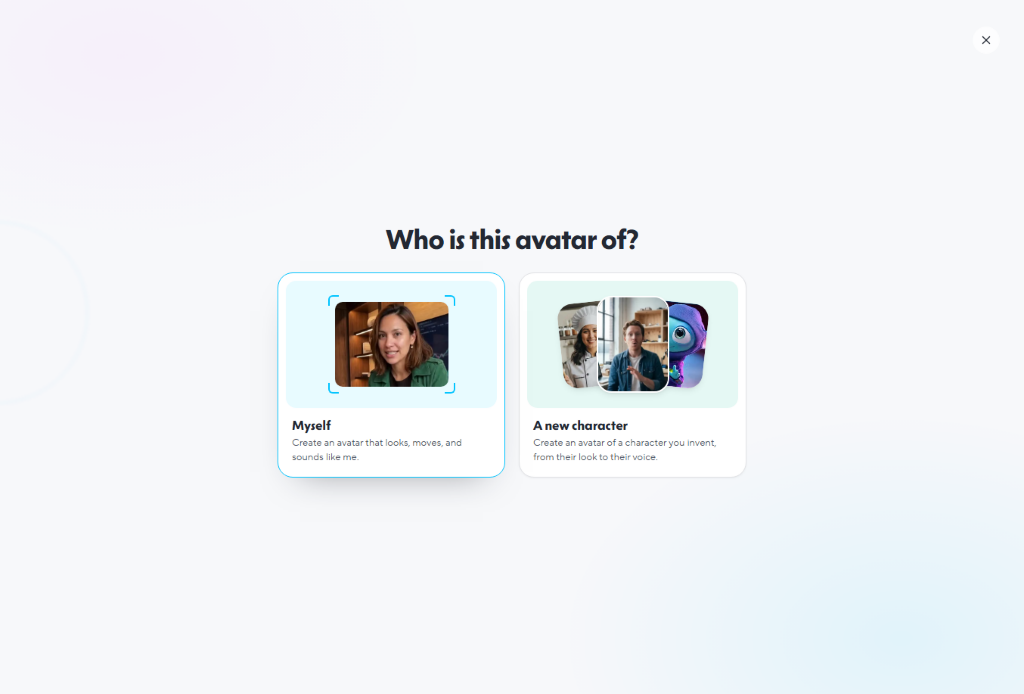 Who is this avatar of?
Myself
Create an avatar that looks, moves, and
sounds like me.
A new character
Create an avatar of a character you invent,
from their look to their voice.